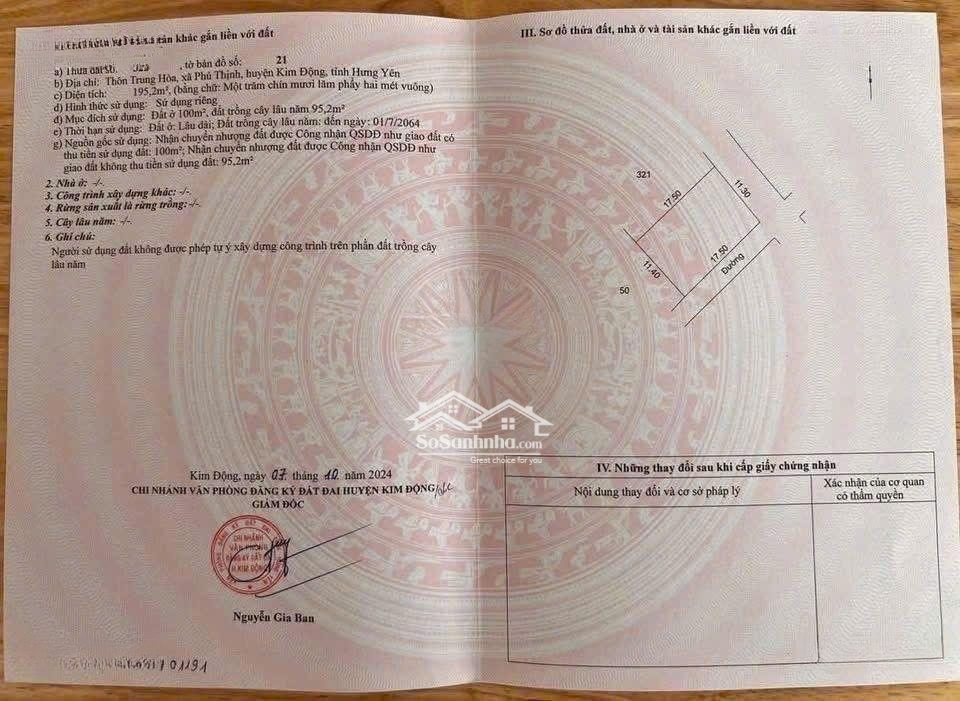 sản khác gắn liền với đất
a) Thửa đất số: , tờ bản đồ số: 21
b) Địa chỉ: Thôn Trung Hòa, xã Phú Thịnh, huyện Kim Động, tỉnh Hưng Yên
c) Diện tích: 195,2m², (bằng chữ: Một trăm chín mươi lăm phẩy hai mét vuông)
d) Hình thức sử dụng: Sử dụng riêng
đ) Mục đích sử dụng: Đất ở 100m², đất trồng cây lâu năm 95,2m²
e) Thời hạn sử dụng: Đất ở: Lâu dài; Đất trồng cây lâu năm: đến ngày: 01/7/2064
g) Nguồn gốc sử dụng: Nhận chuyển nhượng đất được Công nhận QSDĐ như giao đất có
thu tiền sử dụng đất: 100m²; Nhận chuyển nhượng đất được Công nhận QSDĐ như
giao đất không thu tiền sử dụng đất: 95,2m²
2. Nhà ở: -/-.
3. Công trình xây dựng khác: -/-.
4. Rừng sản xuất là rừng trồng: -/-.
5. Cây lâu năm: -/-.
6. Ghi chú:
Người sử dụng đất không được phép tự ý xây dựng công trình trên phần đất trồng cây
lâu năm
Kim Động, ngày 07 tháng 10 năm 2024
CHI NHÁNH VĂN PHÒNG ĐĂNG KÝ ĐẤT ĐAI HUYỆN KIM ĐỘNG
GIÁM ĐỐC
CHI NHÁNH
VĂN PHÒNG
ĐĂNG KÝ ĐẤT
H.KIM ĐỘNG
Nguyễn Gia Ban
01191
III. Sơ đồ thửa đất, nhà ở và tài sản khác gắn liền với đất
321
17.50
11.30
11.40
17.50
Đường
50
SoSanhnha.com
Great choice for you
IV. Những thay đổi sau khi cấp giấy chứng nhận
Nội dung thay đổi và cơ sở pháp lý
Xác nhận của cơ quan
có thẩm quyền